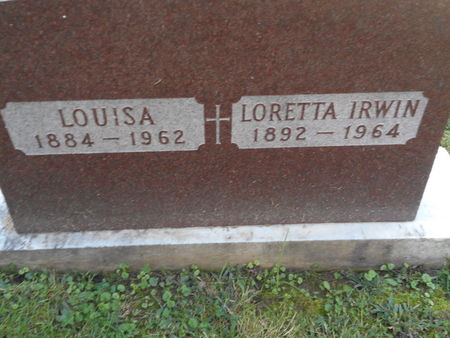 LOUISA
1884 - 1962
LORETTA IRWIN
1892 - 1964